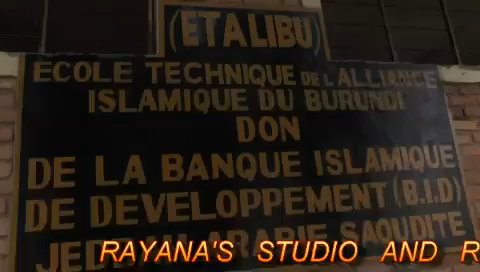 (ETALIBU)
ECOLE TECHNIQUE DE L'ALLIANCE
ISLAMIQUE DU BURUNDI
DON
DE LA BANQUE ISLAMIQUE
DE DEVELOPPEMENT (B.I.D)
JEDDAH ARABIE SAOUDITE
RAYANA'S STUDIO AND R